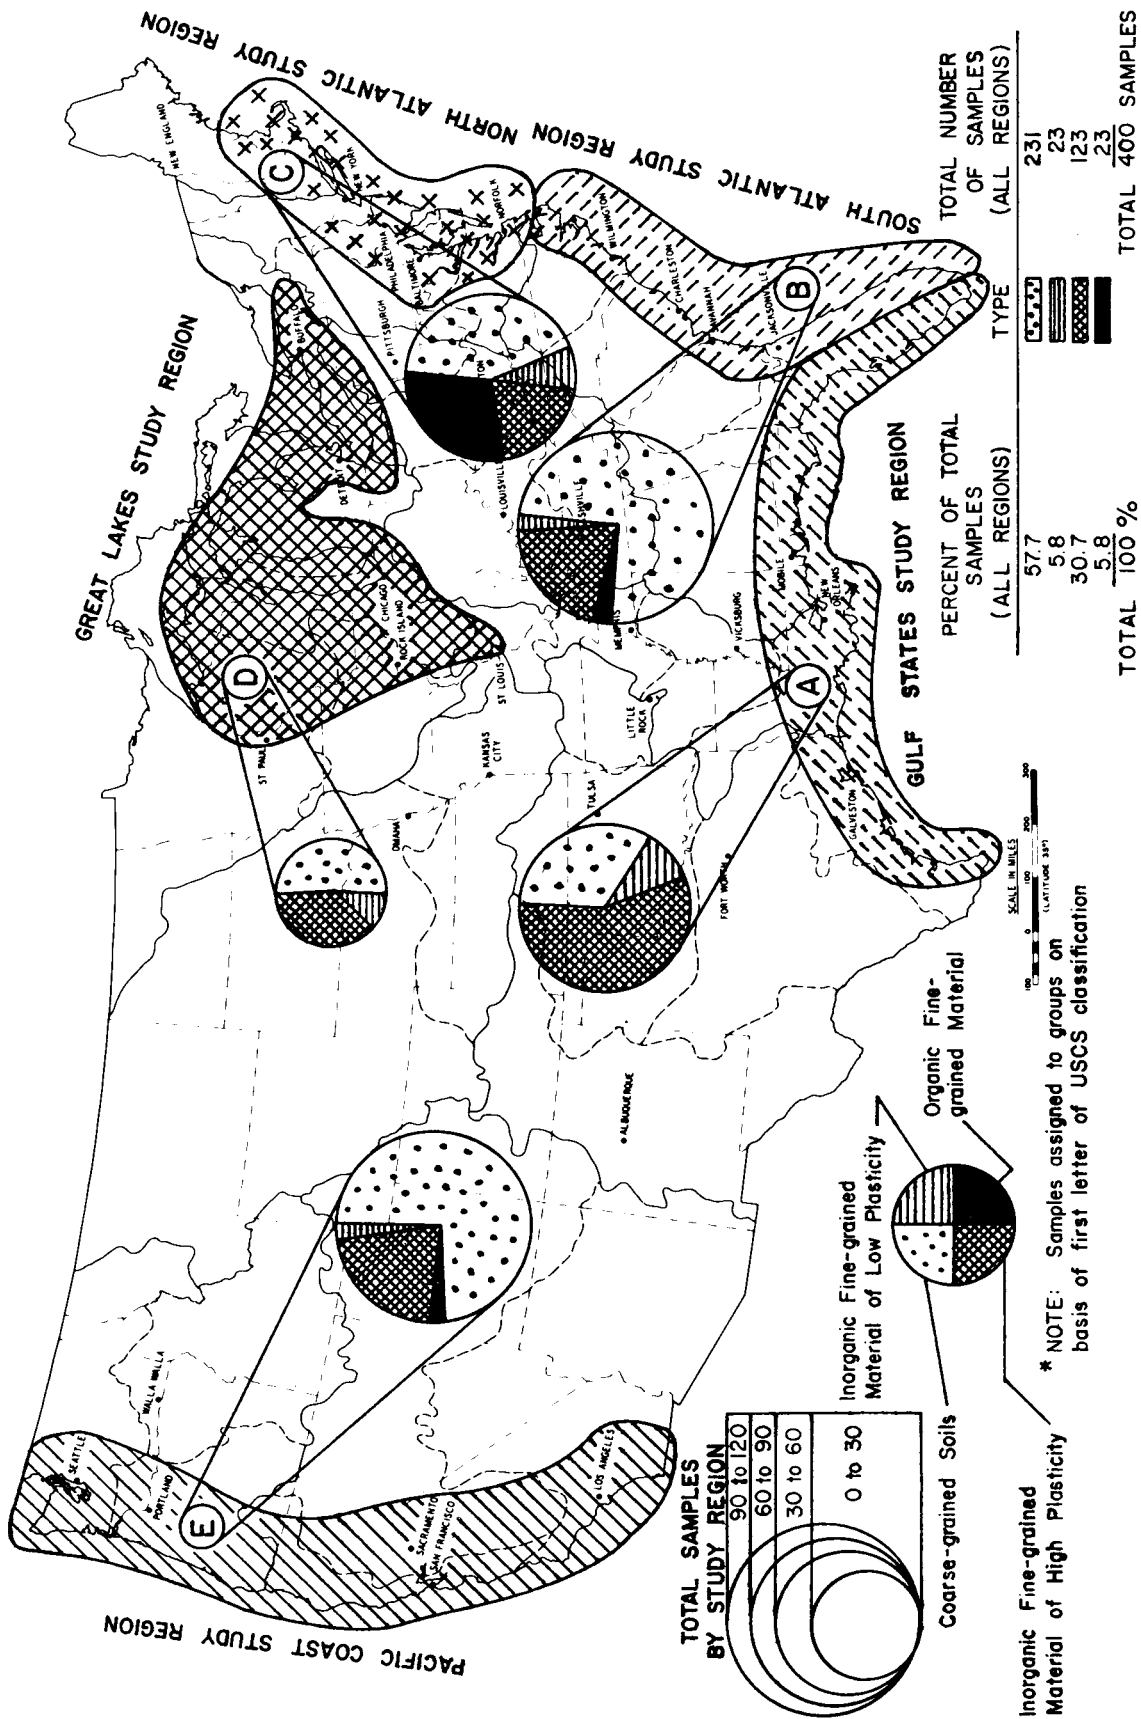 PACIFIC COAST STUDY REGION
GREAT LAKES STUDY REGION
NORTH ATLANTIC STUDY REGION
SOUTH ATLANTIC STUDY REGION
GULF STATES STUDY REGION
SEATTLE
PORTLAND
WALLA WALLA
SACRAMENTO
SAN FRANCISCO
LOS ANGELES
ALBUQUERQUE
FORT WORTH
TULSA
OMAHA
KANSAS
CITY
ST PAUL
ROCK ISLAND
CHICAGO
ST LOUIS
LITTLE
ROCK
VICKSBURG
LOUISVILLE
DETROIT
BUFFALO
PITTSBURGH
NEW ENGLAND
NEW YORK
PHILADELPHIA
BALTIMORE
NORFOLK
WILMINGTON
CHARLESTON
JACKSONVILLE
MOBILE
NEW
ORLEANS
GALVESTON
MEMPHIS
A
B
C
D
E
TOTAL SAMPLES
BY STUDY REGION
90 to 120
60 to 90
30 to 60
0 to 30
Coarse-grained Soils
Inorganic Fine-grained
Material of Low Plasticity
Inorganic Fine-grained
Material of High Plasticity
Organic Fine-
grained Material
* NOTE: Samples assigned to groups on
basis of first letter of USCS classification
SCALE IN MILES
100 0 100 200 300
(LATITUDE 39°)
PERCENT OF TOTAL SAMPLES (ALL REGIONS) TYPE TOTAL NUMBER OF SAMPLES (ALL REGIONS)
57.7 231
5.8 23
30.7 123
5.8 23
TOTAL 100 % TOTAL 400 SAMPLES